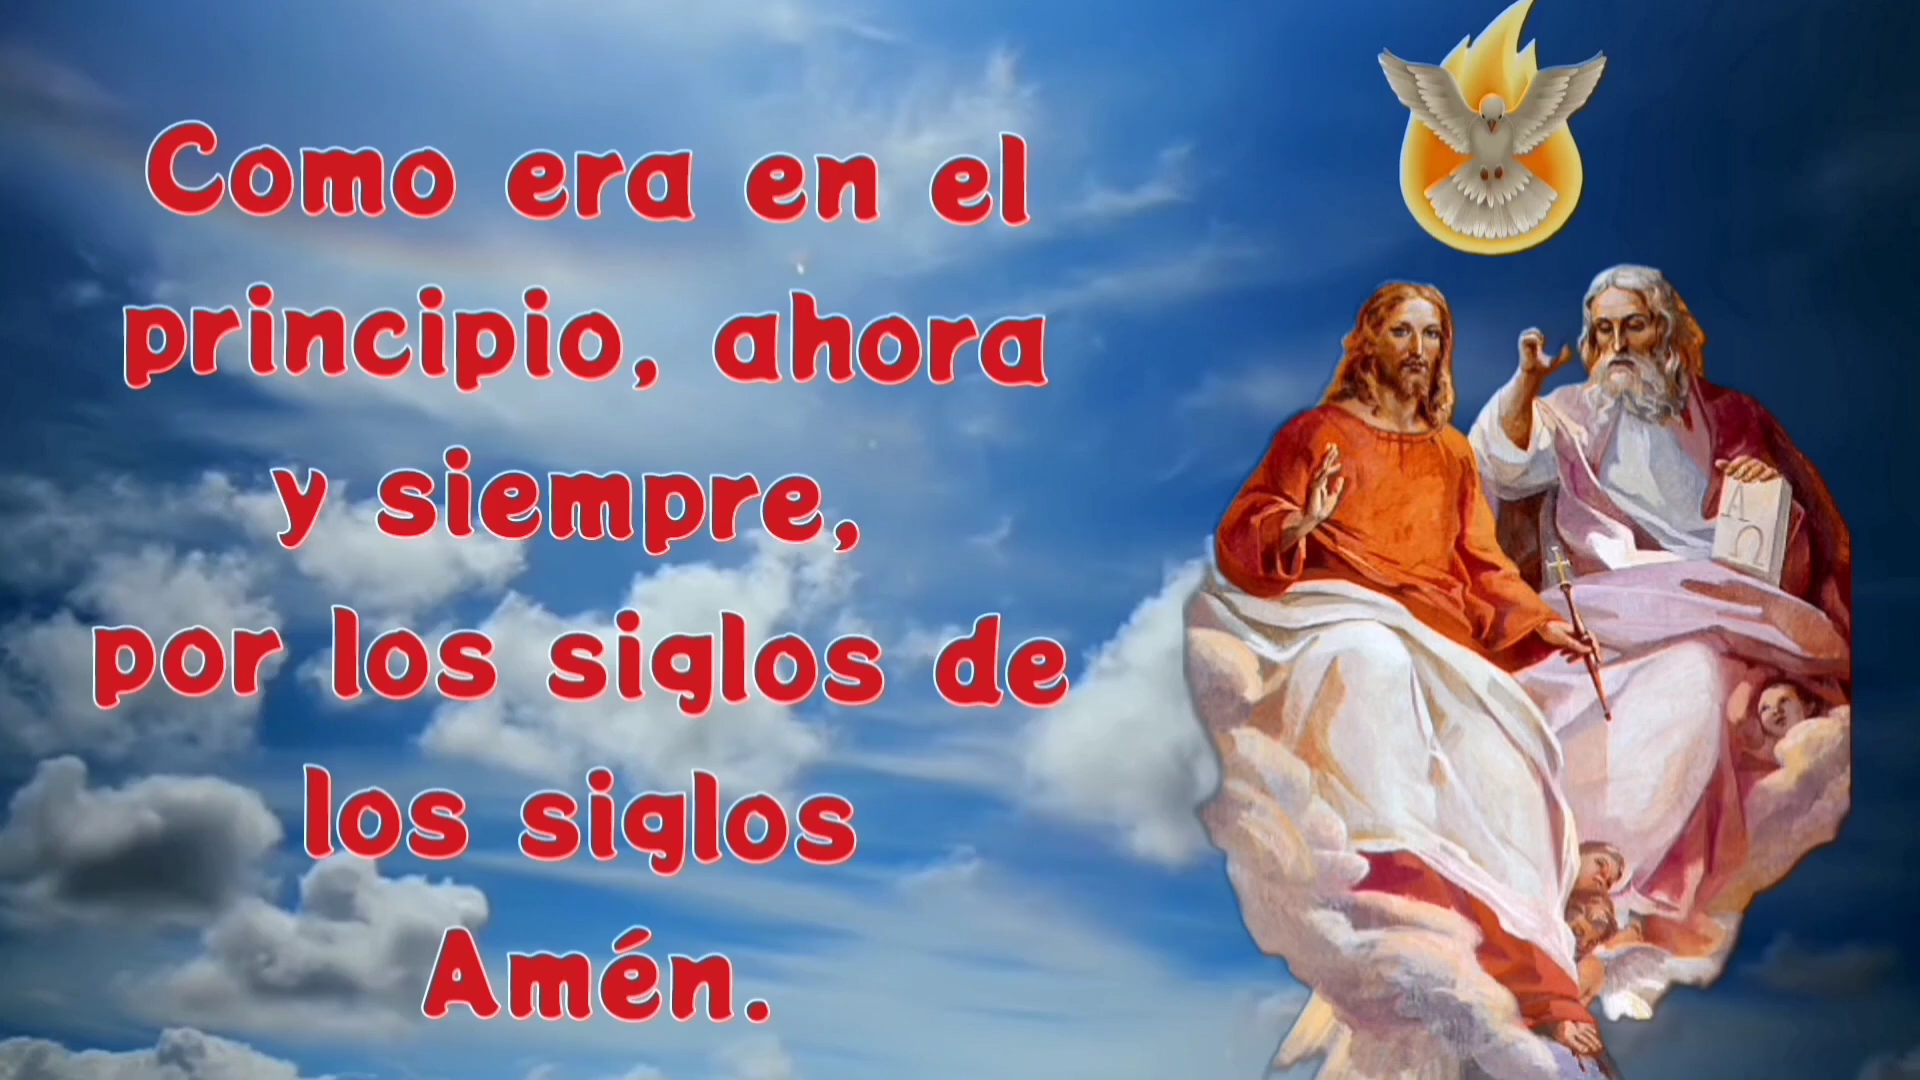 Como era en el
principio, ahora
y siempre,
por los siglos de
los siglos
Amén.
Α
Ω